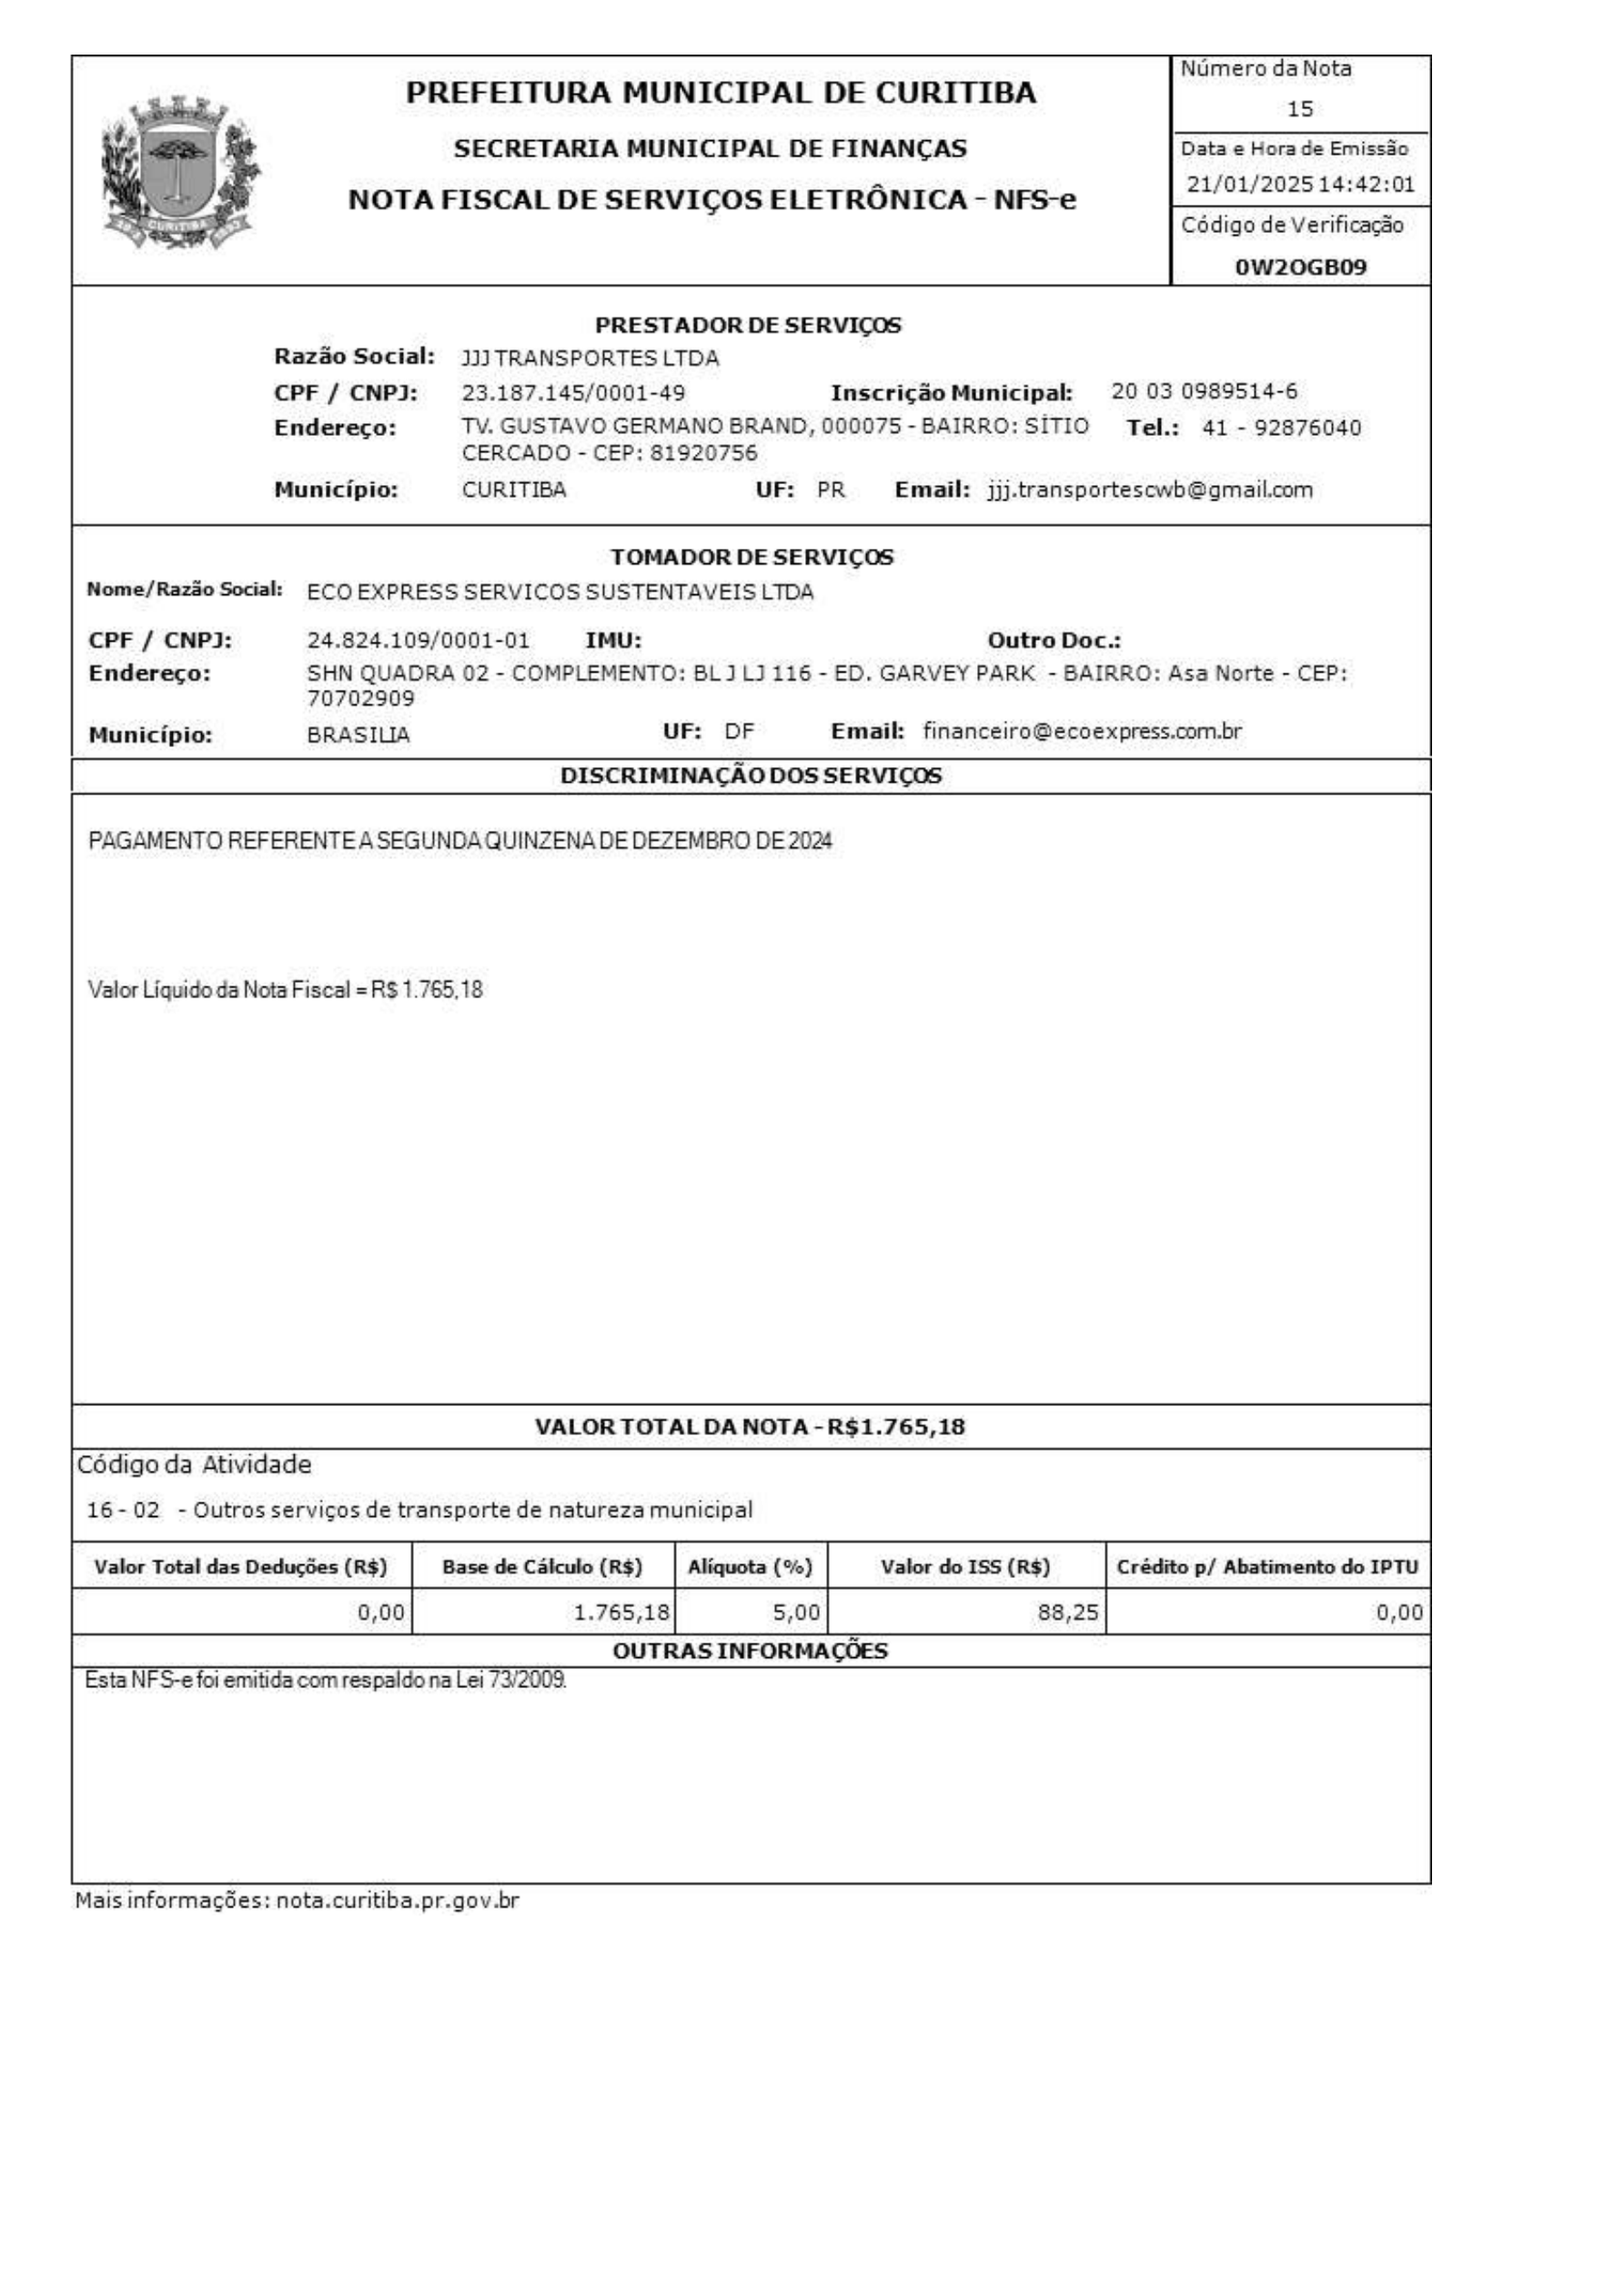 PREFEITURA MUNICIPAL DE CURITIBA
SECRETARIA MUNICIPAL DE FINANÇAS
NOTA FISCAL DE SERVIÇOS ELETRÔNICA - NFS-e
Número da Nota
15
Data e Hora de Emissão
21/01/2025 14:42:01
Código de Verificação
0W2OGB09
CURITIBA
PRESTADOR DE SERVIÇOS
Razão Social: JJJ TRANSPORTES LTDA
CPF / CNPJ: 23.187.145/0001-49 Inscrição Municipal: 20 03 0989514-6
Endereço: TV. GUSTAVO GERMANO BRAND, 000075 - BAIRRO: SÍTIO Tel.: 41 - 92876040
CERCADO - CEP: 81920756
Município: CURITIBA UF: PR Email: jjj.transportescwb@gmail.com
TOMADOR DE SERVIÇOS
Nome/Razão Social: ECO EXPRESS SERVICOS SUSTENTAVEIS LTDA
CPF / CNPJ: 24.824.109/0001-01 IMU: Outro Doc.:
Endereço: SHN QUADRA 02 - COMPLEMENTO: BL J LJ 116 - ED. GARVEY PARK - BAIRRO: Asa Norte - CEP:
70702909
Município: BRASILIA UF: DF Email: financeiro@ecoexpress.com.br
DISCRIMINAÇÃO DOS SERVIÇOS
PAGAMENTO REFERENTE A SEGUNDA QUINZENA DE DEZEMBRO DE 2024
Valor Líquido da Nota Fiscal = R$ 1.765,18
VALOR TOTAL DA NOTA - R$1.765,18
Código da Atividade
16 - 02 - Outros serviços de transporte de natureza municipal
Valor Total das Deduções (R$) Base de Cálculo (R$) Alíquota (%) Valor do ISS (R$) Crédito p/ Abatimento do IPTU
0,00 1.765,18 5,00 88,25 0,00
OUTRAS INFORMAÇÕES
Esta NFS-e foi emitida com respaldo na Lei 73/2009.
Mais informações: nota.curitiba.pr.gov.br